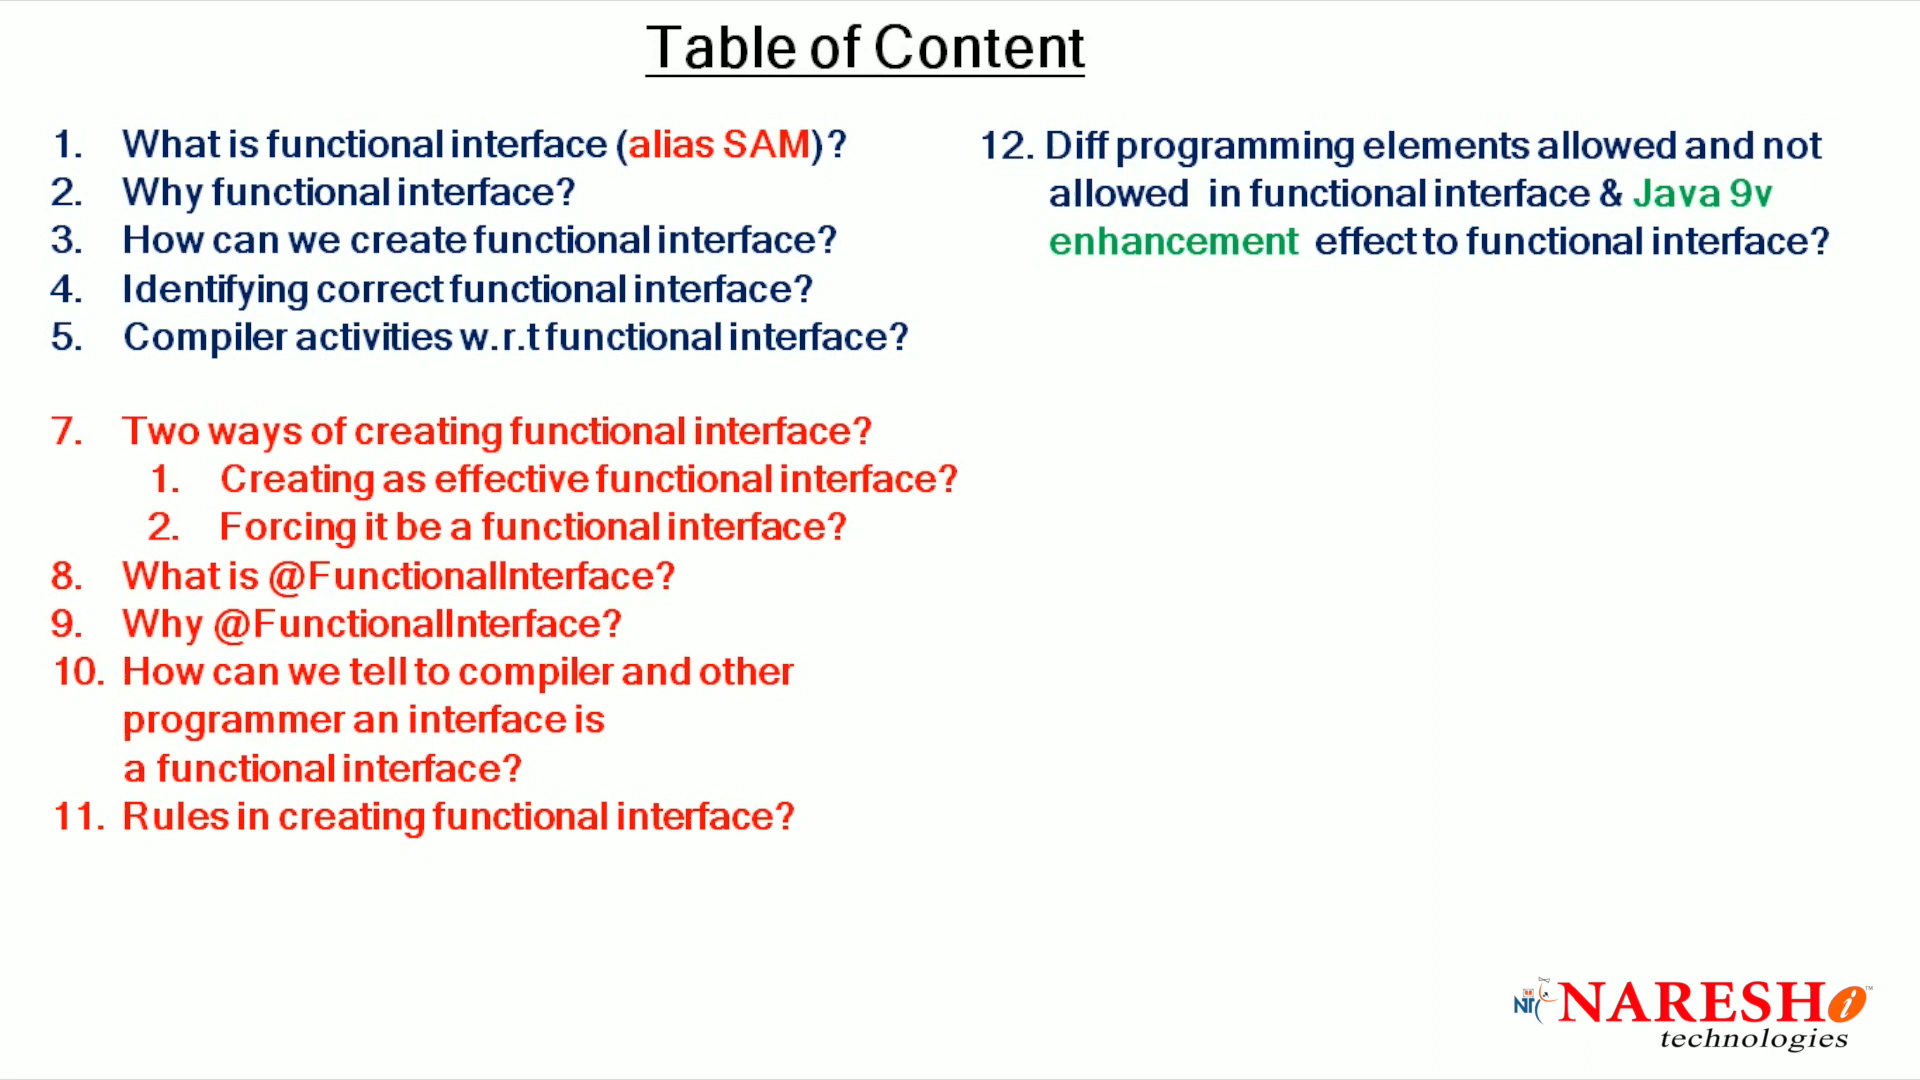 Table of Content
1. What is functional interface (alias SAM)?
2. Why functional interface?
3. How can we create functional interface?
4. Identifying correct functional interface?
5. Compiler activities w.r.t functional interface?
7. Two ways of creating functional interface?
1. Creating as effective functional interface?
2. Forcing it be a functional interface?
8. What is @FunctionalInterface?
9. Why @FunctionalInterface?
10. How can we tell to compiler and other
programmer an interface is
a functional interface?
11. Rules in creating functional interface?
12. Diff programming elements allowed and not
allowed in functional interface & Java 9v
enhancement effect to functional interface?
NARESH i
technologies